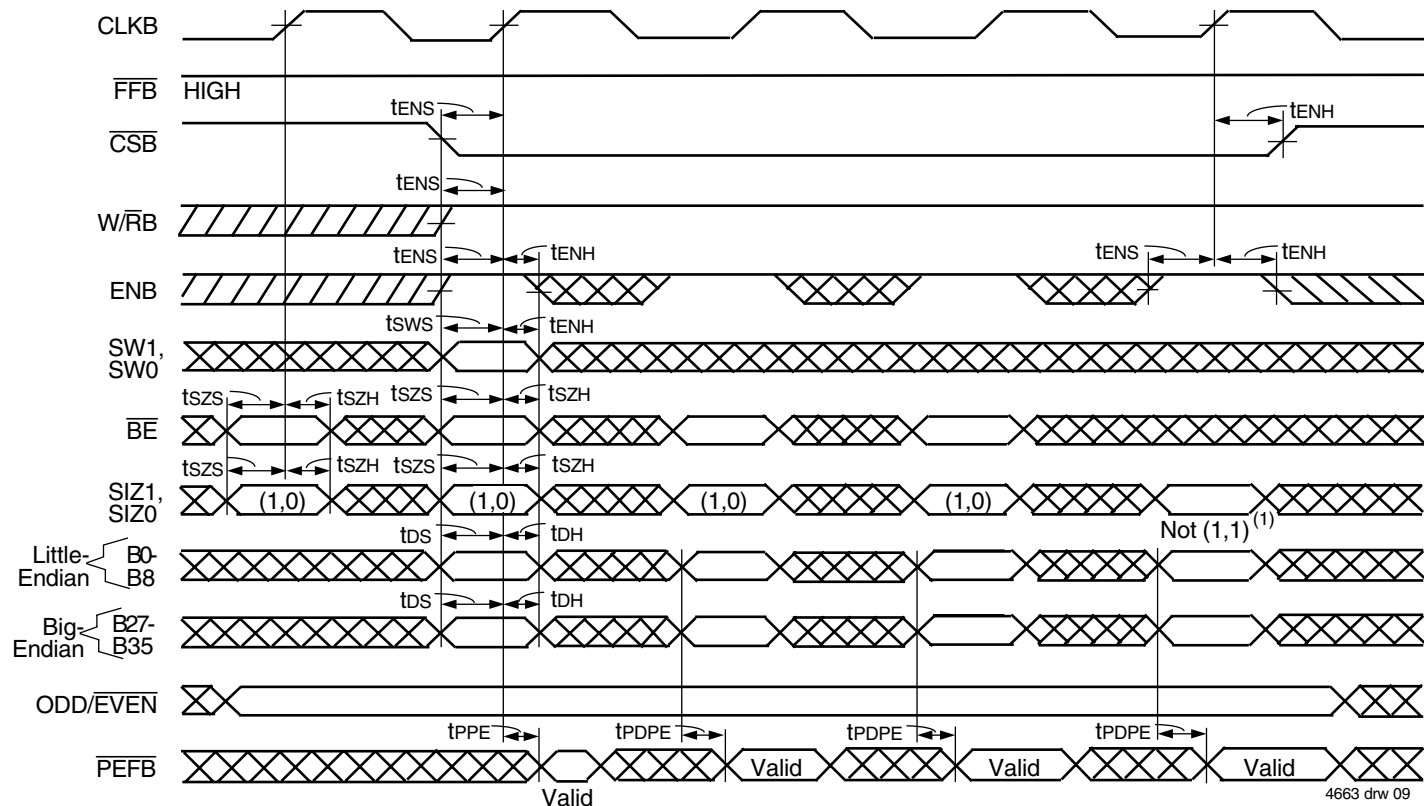 CLKB
FFB HIGH
tENS tENH
CSB
tENS
W/RB
tENS tENH tENS tENH
ENB
tSWS tENH
SW1,
SW0
tSZS tSZH tSZS tSZH
BE
tSZS tSZH tSZS tSZH
SIZ1,
SIZ0
(1,0) (1,0) (1,0) (1,0)
Not (1,1) (1)
tDS tDH
Little-Endian
B0-
B8
tDS tDH
Big-Endian
B27-
B35
ODD/EVEN
tPPE tPDPE tPDPE tPDPE
PEFB
Valid Valid Valid
Valid
4663 drw 09